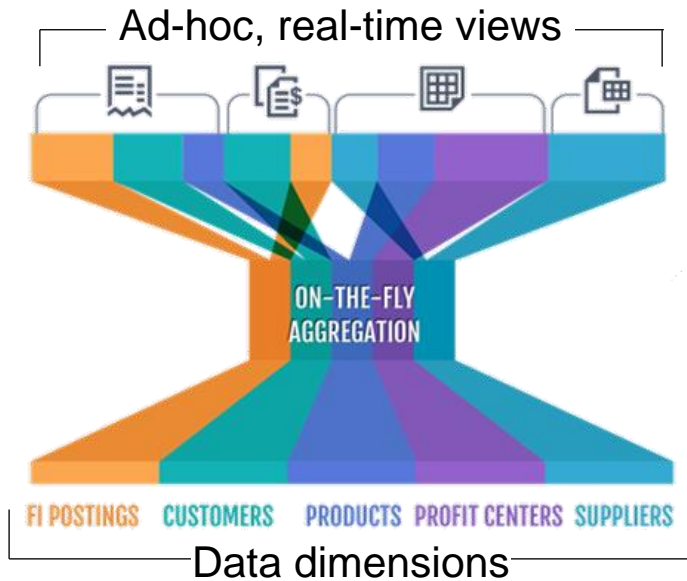 Ad-hoc, real-time views
$
ON-THE-FLY
AGGREGATION
FI POSTINGS CUSTOMERS PRODUCTS PROFIT CENTERS SUPPLIERS
Data dimensions